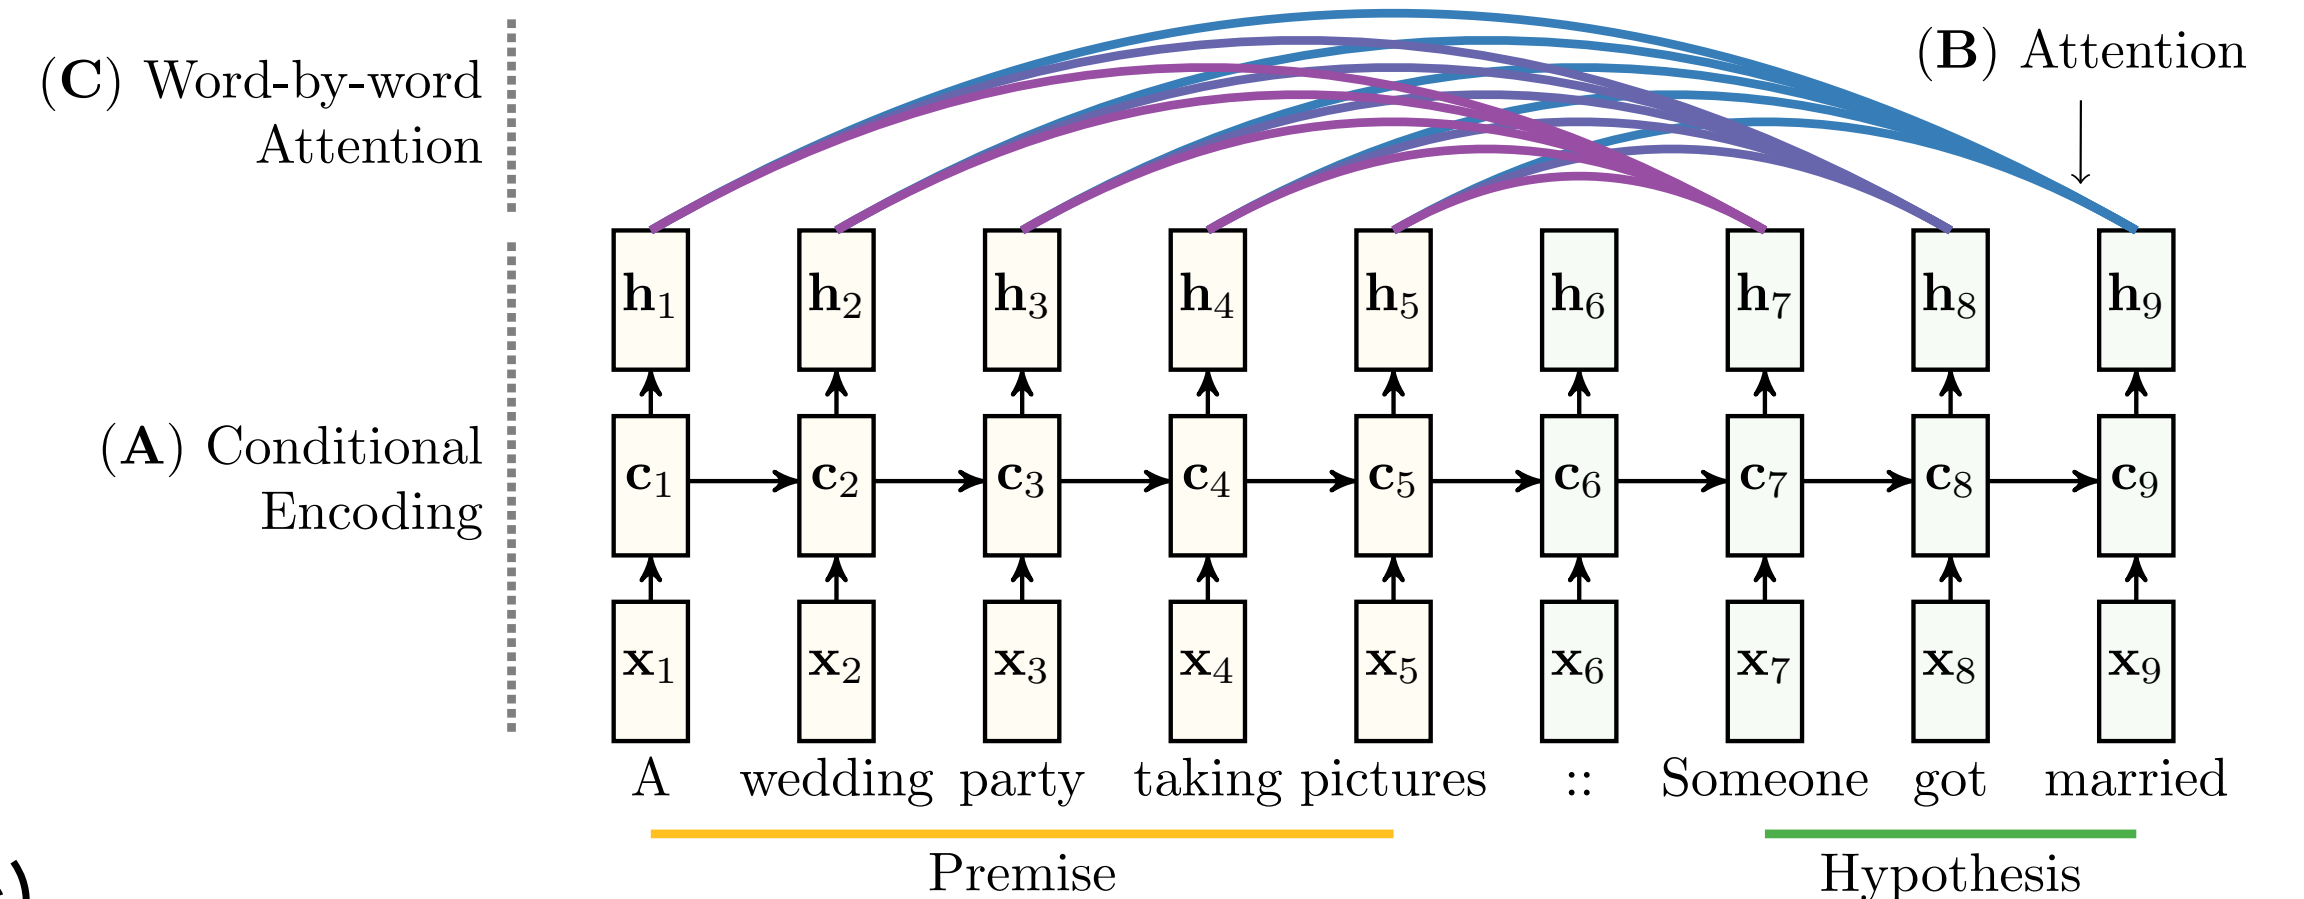 (C) Word-by-word
Attention
(B) Attention
h1 h2 h3 h4 h5 h6 h7 h8 h9
(A) Conditional
Encoding
c1 c2 c3 c4 c5 c6 c7 c8 c9
x1 x2 x3 x4 x5 x6 x7 x8 x9
A wedding party taking pictures :: Someone got married
Premise Hypothesis